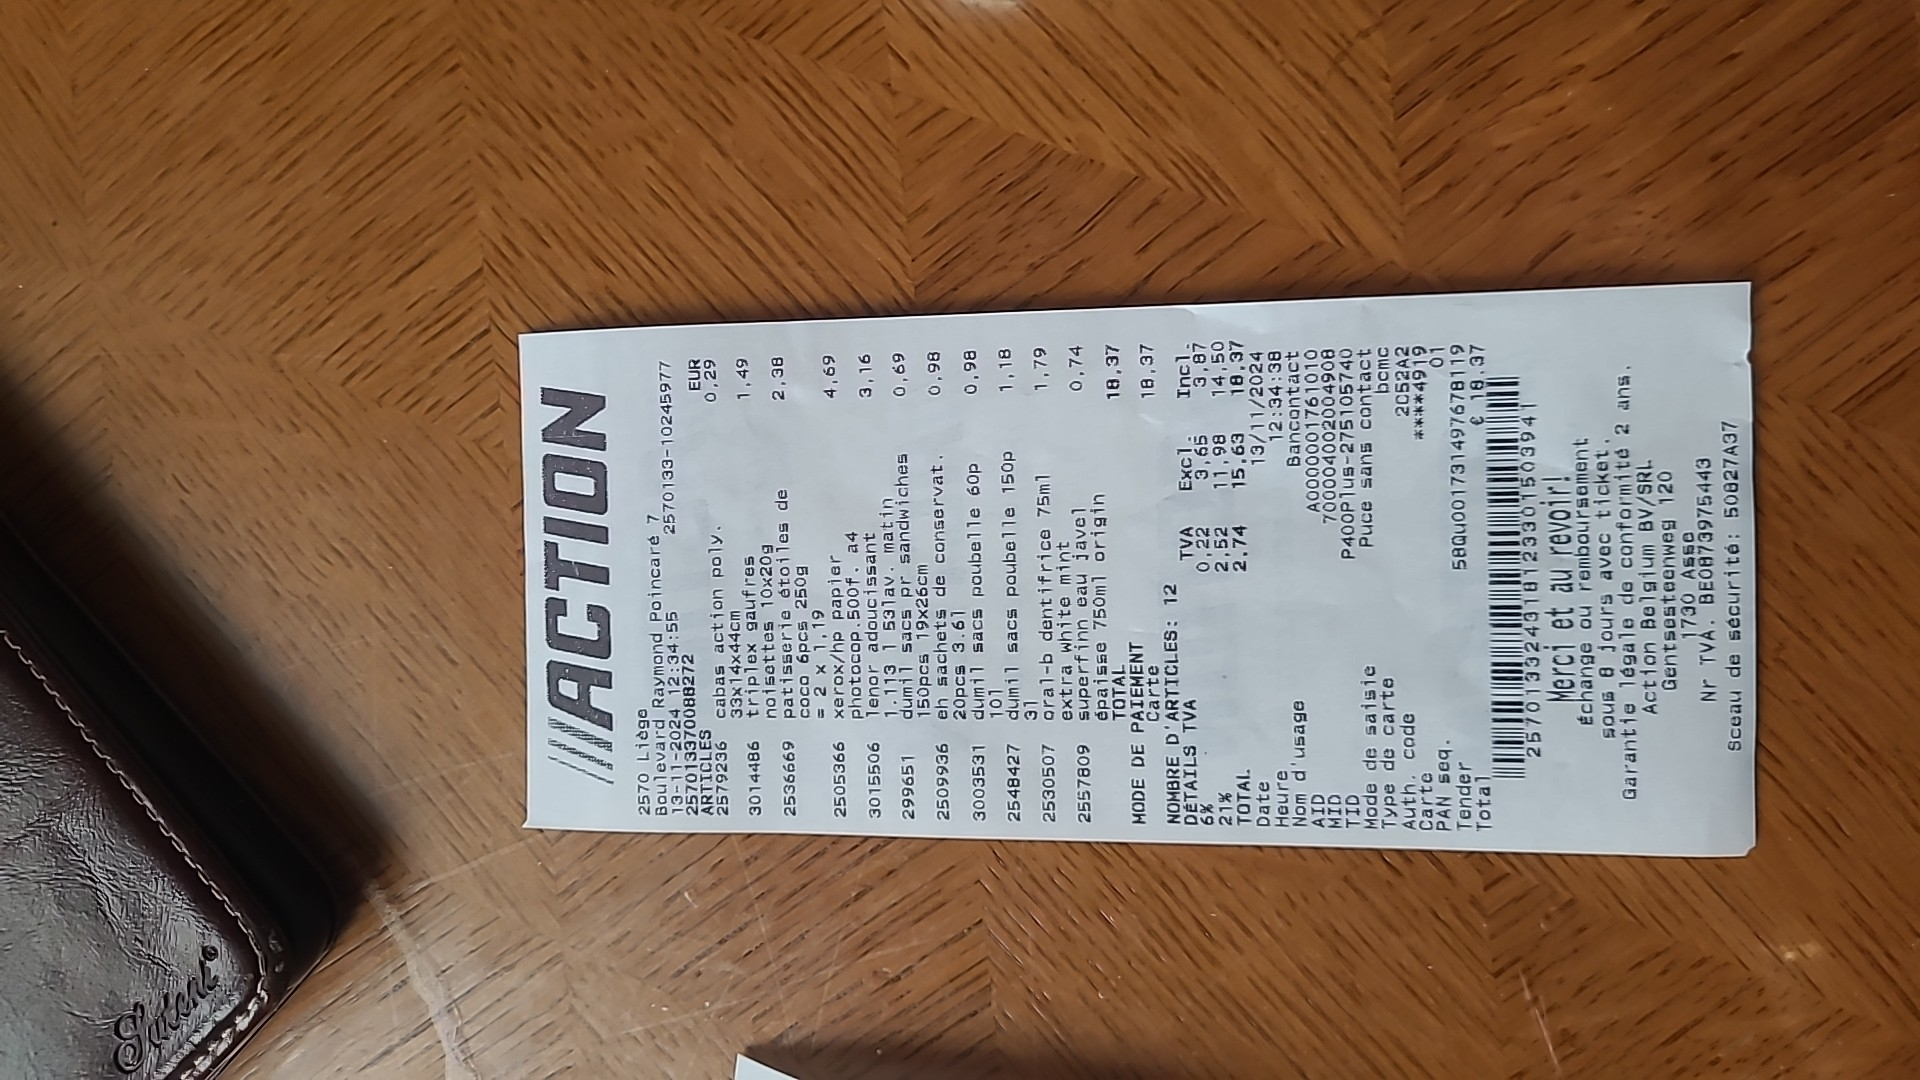 ///ACTION
2570 Liège
Boulevard Raymond Poincaré 7
13-11-2024 12:34:55 2570133-10245977
2570133700088272
ARTICLES EUR
2579236 cabas action poly. 0,29
33x14x44cm
3014486 triplex gaufres 1,49
noisettes 10x20g
2536669 patisserie étoiles de 2,38
coco 6pcs 250g
= 2 x 1,19
2505366 xerox/hp papier 4,69
photocop.500f. a4
3015506 lenor adoucissant 3,16
1.113 l 53lav. matin
299651 dumil sacs pr sandwiches 0,69
150pcs 19x26cm
2509936 eh sachets de conservat. 0,98
20pcs 3.6l
3003531 dumil sacs poubelle 60p 0,98
10l
2548427 dumil sacs poubelle 150p 1,18
3l
2530507 oral-b dentifrice 75ml 1,79
extra white mint
2557809 superfinn eau javel 0,74
épaisse 750ml origin
TOTAL 18,37
MODE DE PAIEMENT
Carte 18,37
NOMBRE D'ARTICLES: 12
DÉTAILS TVA TVA Excl. Incl.
6% 0,22 3,65 3,87
21% 2,52 11,98 14,50
TOTAL 2,74 15,63 18,37
Date 13/11/2024
Heure 12:34:38
Nom d'usage Bancontact
AID A0000001761010
MID 7000040002004908
TID P400Plus-275105740
Mode de saisie Puce sans contact
Type de carte bcmc
Auth. code 2C52A2
Carte ****4919
PAN seq. 01
Tender 58QU001731497678119
Total € 18.37
257013324318123301503941
Merci et au revoir!
Échange ou remboursement
sous 8 jours avec ticket.
Garantie légale de conformité 2 ans.
Action Belgium BV/SRL
Gentsesteenweg 120
1730 Asse
Nr TVA. BE0873975443
Sceau de sécurité: 50827A37